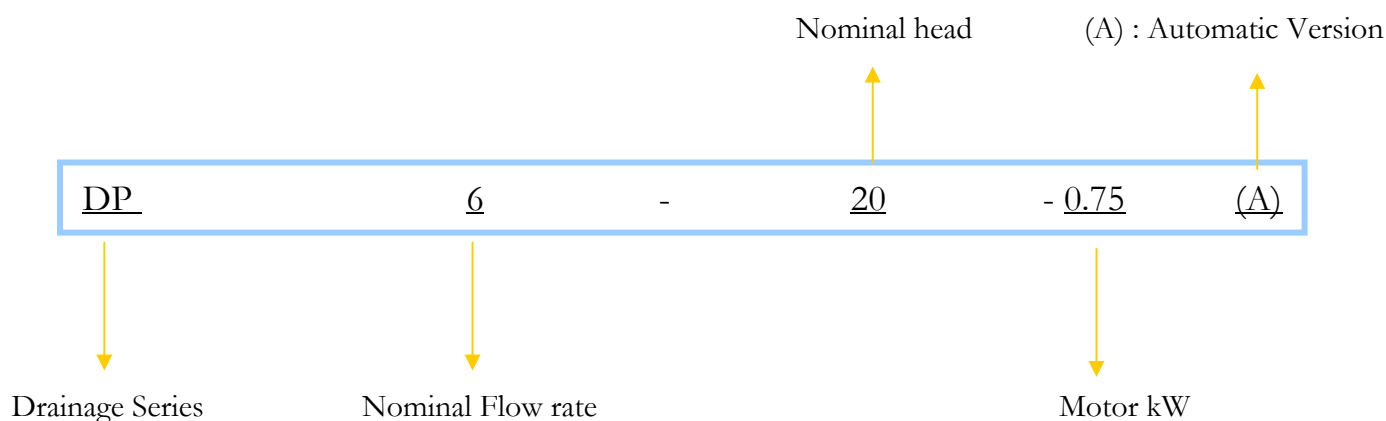 Nominal head (A) : Automatic Version
DP 6 - 20 - 0.75 (A)
Drainage Series Nominal Flow rate Motor kW